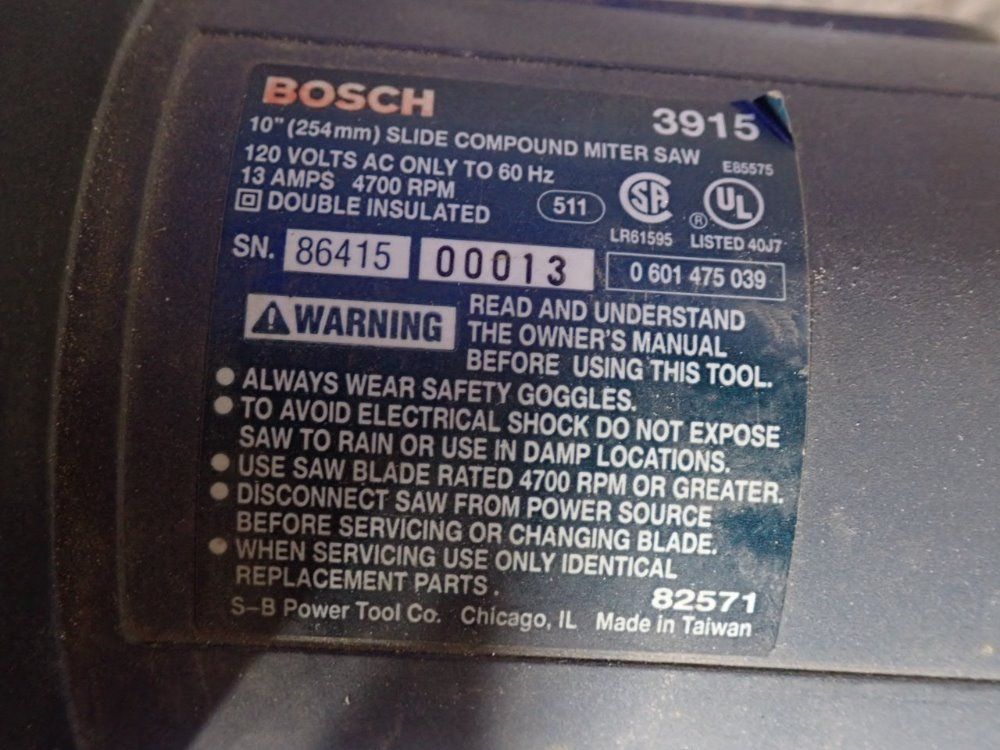 BOSCH 3915
10" (254mm) SLIDE COMPOUND MITER SAW
120 VOLTS AC ONLY TO 60 Hz
E85575
13 AMPS 4700 RPM
DOUBLE INSULATED
511
SA
UL
®
LR61595 LISTED 40J7
SN. 86415 00013 0 601 475 039
WARNING
READ AND UNDERSTAND
THE OWNER'S MANUAL
BEFORE USING THIS TOOL.
● ALWAYS WEAR SAFETY GOGGLES.
● TO AVOID ELECTRICAL SHOCK DO NOT EXPOSE
SAW TO RAIN OR USE IN DAMP LOCATIONS.
● USE SAW BLADE RATED 4700 RPM OR GREATER.
● DISCONNECT SAW FROM POWER SOURCE
BEFORE SERVICING OR CHANGING BLADE.
● WHEN SERVICING USE ONLY IDENTICAL
REPLACEMENT PARTS.
82571
S-B Power Tool Co. Chicago, IL Made in Taiwan